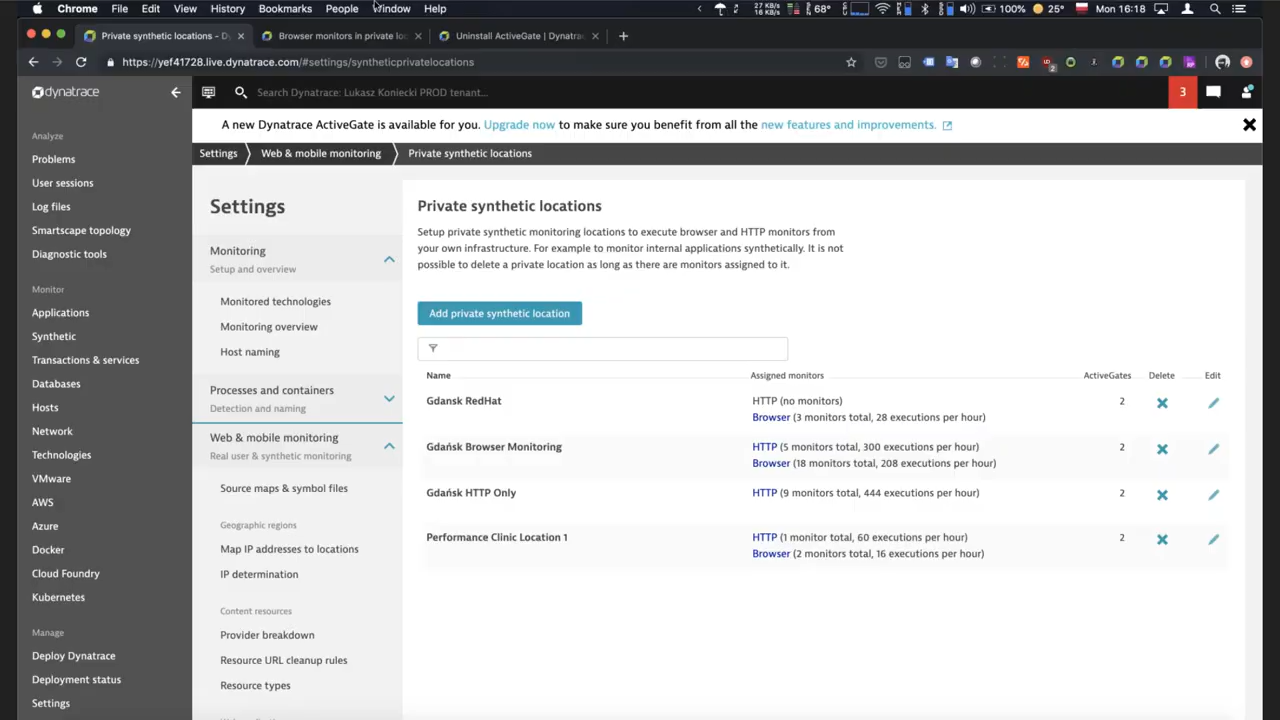 Chrome File Edit View History Bookmarks People Window Help
27 KB/s
16 KB/s
68°
100%
25°
Mon 16:18
Private synthetic locations - D
Browser monitors in private loc
Uninstall ActiveGate | Dynatra
https://yef41728.live.dynatrace.com/#settings/syntheticprivatelocations
2
dynatrace
Search Dynatrace: Lukasz Koniecki PROD tenant...
3
A new Dynatrace ActiveGate is available for you. Upgrade now to make sure you benefit from all the new features and improvements.
Settings
Web & mobile monitoring
Private synthetic locations
Analyze
Problems
User sessions
Log files
Smartscape topology
Diagnostic tools
Monitor
Applications
Synthetic
Transactions & services
Databases
Hosts
Network
Technologies
VMware
AWS
Azure
Docker
Cloud Foundry
Kubernetes
Manage
Deploy Dynatrace
Deployment status
Settings
Settings
Monitoring
Setup and overview
Monitored technologies
Monitoring overview
Host naming
Processes and containers
Detection and naming
Web & mobile monitoring
Real user & synthetic monitoring
Source maps & symbol files
Geographic regions
Map IP addresses to locations
IP determination
Content resources
Provider breakdown
Resource URL cleanup rules
Resource types
Private synthetic locations
Setup private synthetic monitoring locations to execute browser and HTTP monitors from
your own infrastructure. For example to monitor internal applications synthetically. It is not
possible to delete a private location as long as there are monitors assigned to it.
Add private synthetic location
Name Assigned monitors ActiveGates Delete Edit
Gdansk RedHat HTTP (no monitors) 2
Browser (3 monitors total, 28 executions per hour)
Gdańsk Browser Monitoring HTTP (5 monitors total, 300 executions per hour) 2
Browser (18 monitors total, 208 executions per hour)
Gdańsk HTTP Only HTTP (9 monitors total, 444 executions per hour) 2
Performance Clinic Location 1 HTTP (1 monitor total, 60 executions per hour) 2
Browser (2 monitors total, 16 executions per hour)